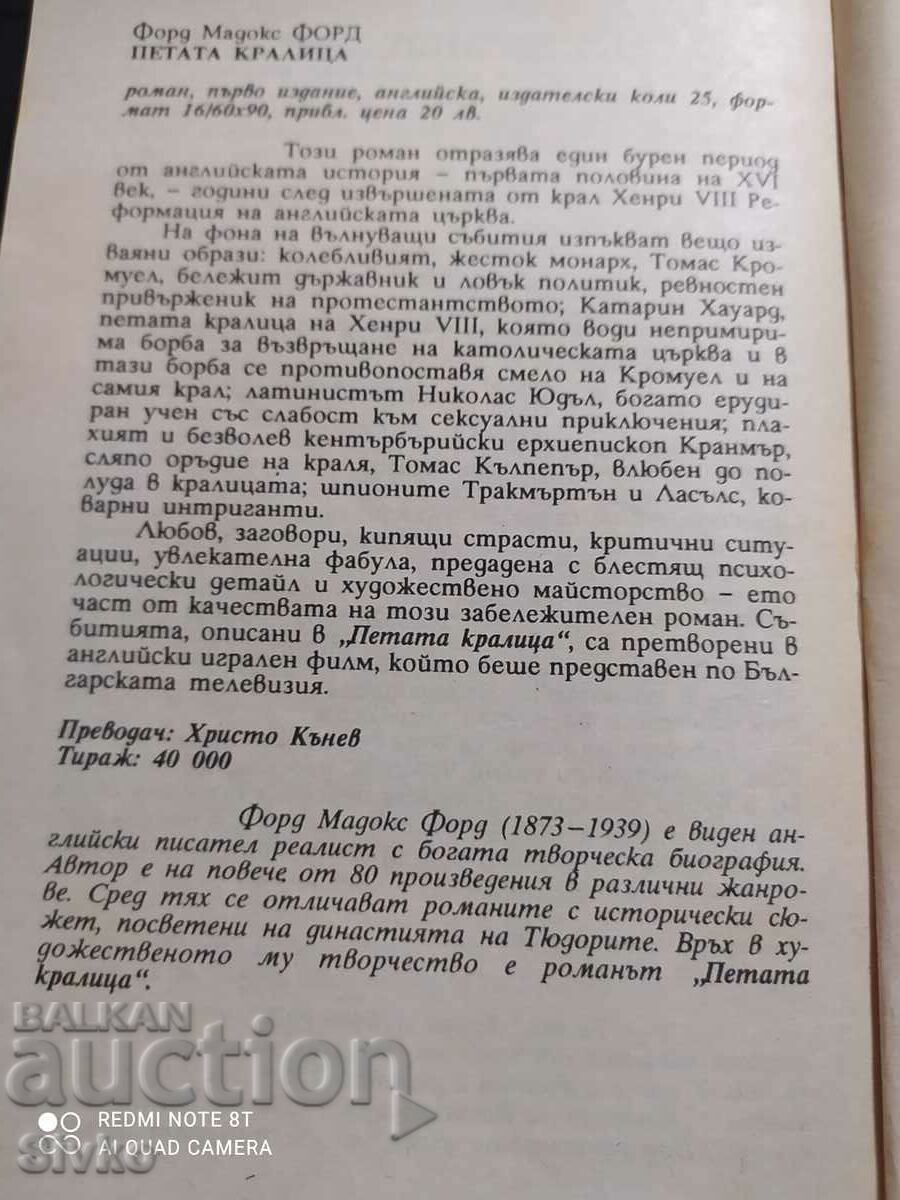 Форд Мадокс ФОРД
ПЕТАТА КРАЛИЦА
роман, първо издание, английска, издателски коли 25, фор-
мат 16/60x90, прибл. цена 20 лв.
Този роман отразява един бурен период
от английската история – първата половина на XVI
век, – години след извършената от крал Хенри VIII Ре-
формация на английската църква.
На фона на вълнуващи събития изпъкват вещо из-
ваяни образи: колебливият, жесток монарх, Томас Кро-
муел, бележит държавник и ловък политик, ревностен
привърженик на протестантството; Катарин Хауард,
петата кралица на Хенри VIII, която води непримири-
ма борба за възвръщане на католическата църква и в
тази борба се противопоставя смело на Кромуел и на
самия крал; латинистът Николас Юдъл, богато еруди-
ран учен със слабост към сексуални приключения; пла-
хият и безволев кентърбърийски ерхиепископ Кранмър,
сляпо оръдие на краля, Томас Кълпепър, влюбен до по-
луда в кралицата; шпионите Тракмъртън и Ласълс, ко-
варни интриганти.
Любов, заговори, кипящи страсти, критични ситу-
ации, увлекателна фабула, предадена с блестящ психо-
логически детайл и художествено майсторство – ето
част от качествата на този забележителен роман. Съ-
битията, описани в „Петата кралица“, са претворени в
английски игрален филм, който беше представен по Бъл-
гарската телевизия.
Преводач: Христо Кънев
Тираж: 40 000
Форд Мадокс Форд (1873–1939) е виден ан-
глийски писател реалист с богата творческа биография.
Автор е на повече от 80 произведения в различни жанро-
ве. Сред тях се отличават романите с исторически сю-
жет, посветени на династията на Тюдорите. Връх в ху-
дожественото му творчество е романът „Петата
кралица“.
BALKAN
auction
REDMI NOTE 8T
AI QUAD CAMERA
Sivko